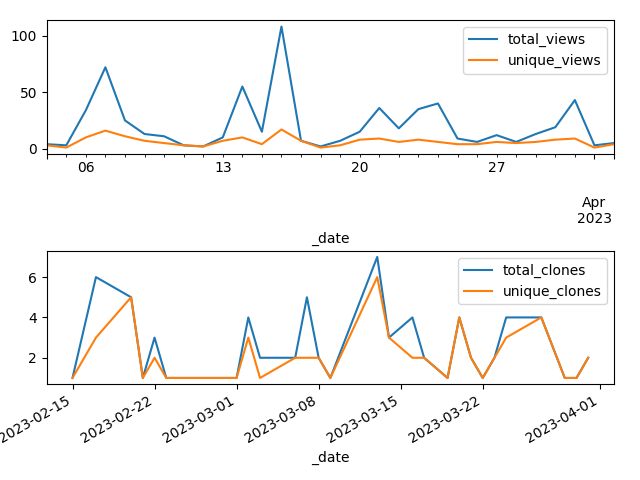 100
50
0
total_views
unique_views
06
13
20
27
Apr
2023
_date
6
4
2
total_clones
unique_clones
2023-02-15
2023-02-22
2023-03-01
2023-03-08
2023-03-15
2023-03-22
2023-04-01
_date